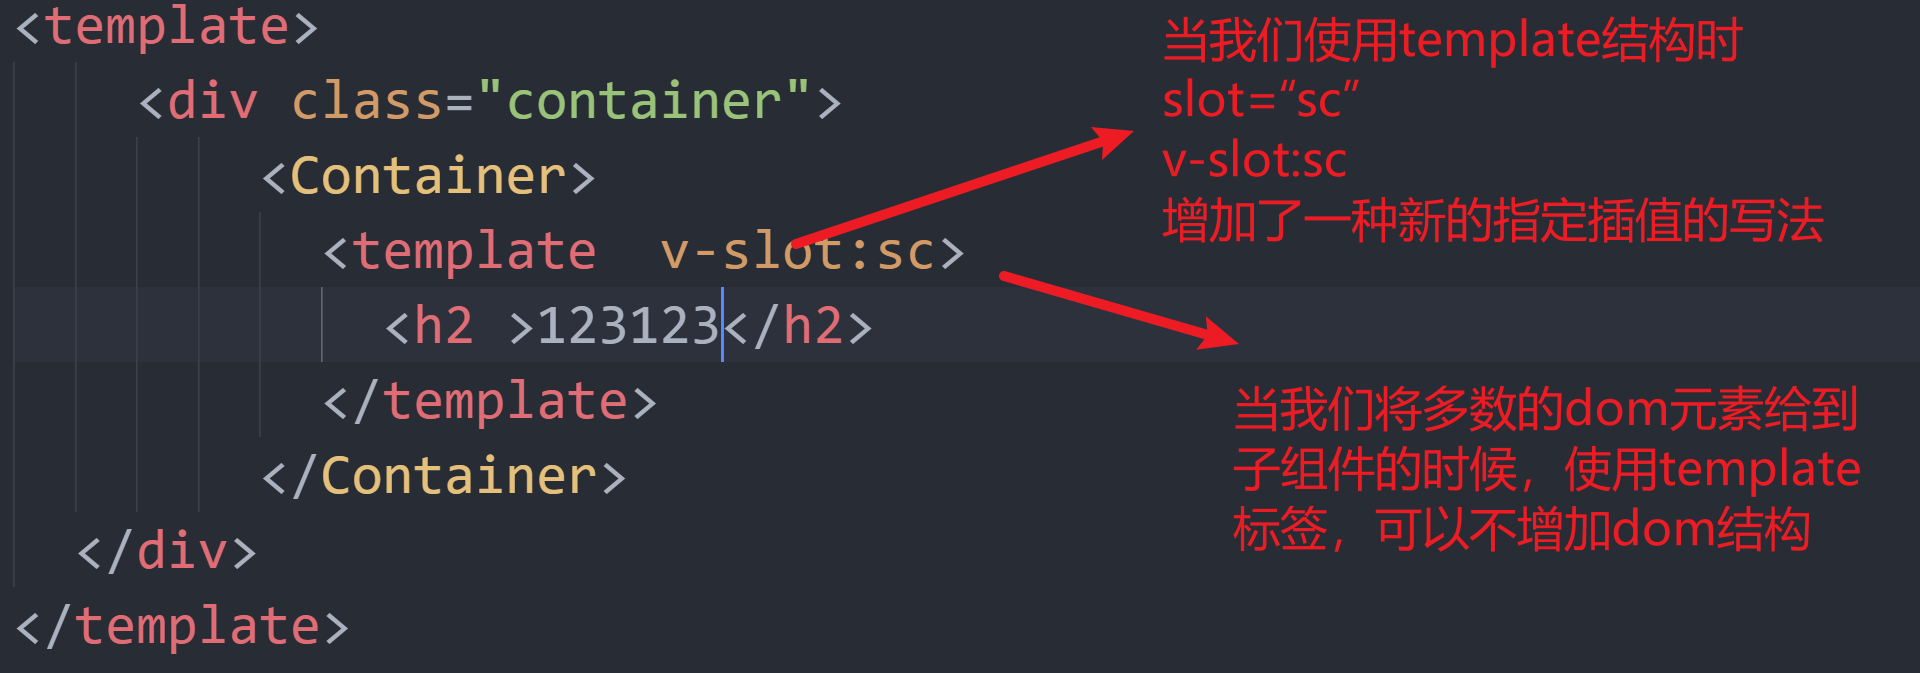 <template>
<div class="container">
<Container>
<template  v-slot:sc>
<h2 >123123</h2>
</template>
</Container>
</div>
</template>
当我们使用template结构时
slot=“sc”
v-slot:sc
增加了一种新的指定插值的写法
当我们将多数的dom元素给到
子组件的时候，使用template
标签，可以不增加dom结构